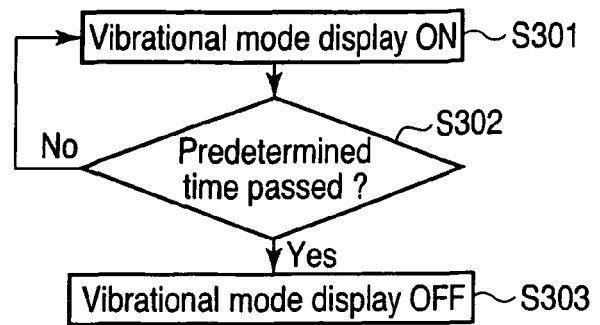 Vibrational mode display ON S301
S302
Predetermined
time passed ?
No
Yes
Vibrational mode display OFF S303